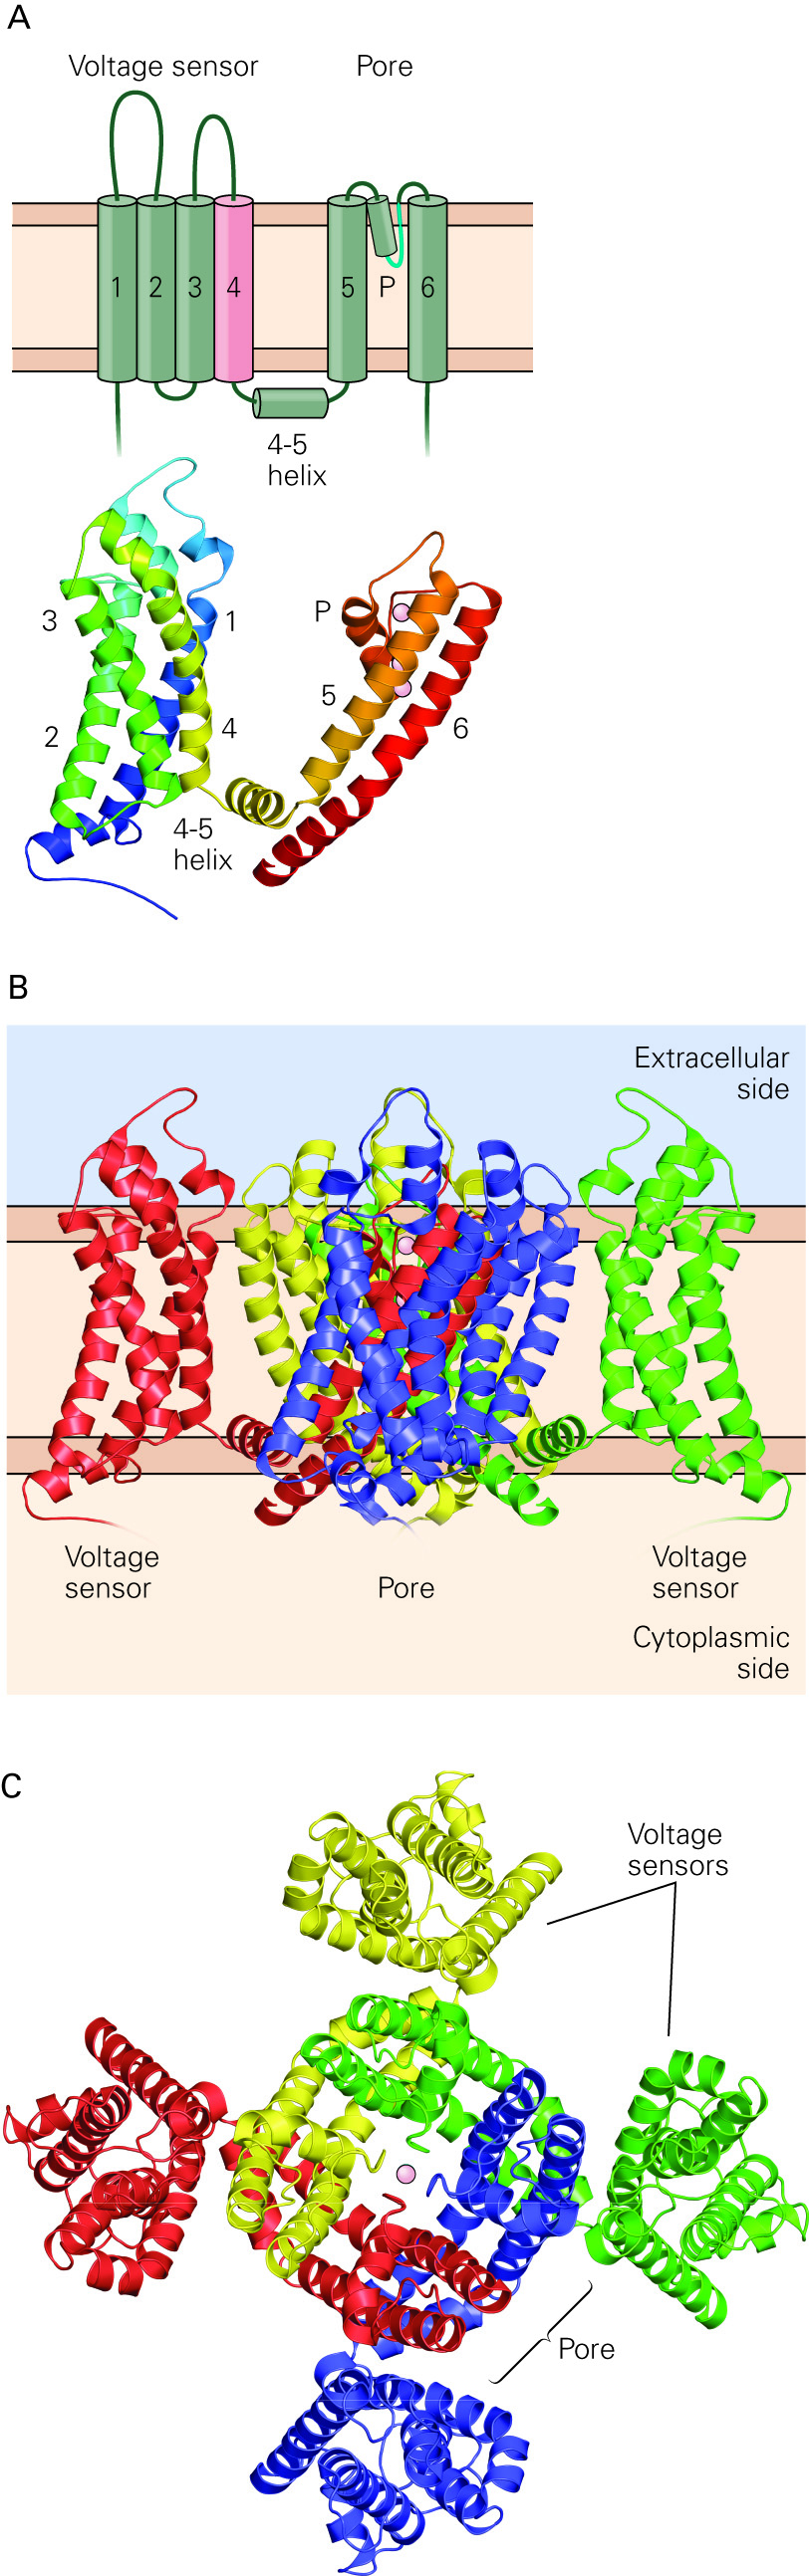 A
Voltage sensor
Pore
1
2
3
4
5
P
6
4-5
helix
3
1
P
5
2
4
6
4-5
helix
B
Extracellular
side
Voltage
sensor
Pore
Voltage
sensor
Cytoplasmic
side
C
Voltage
sensors
Pore